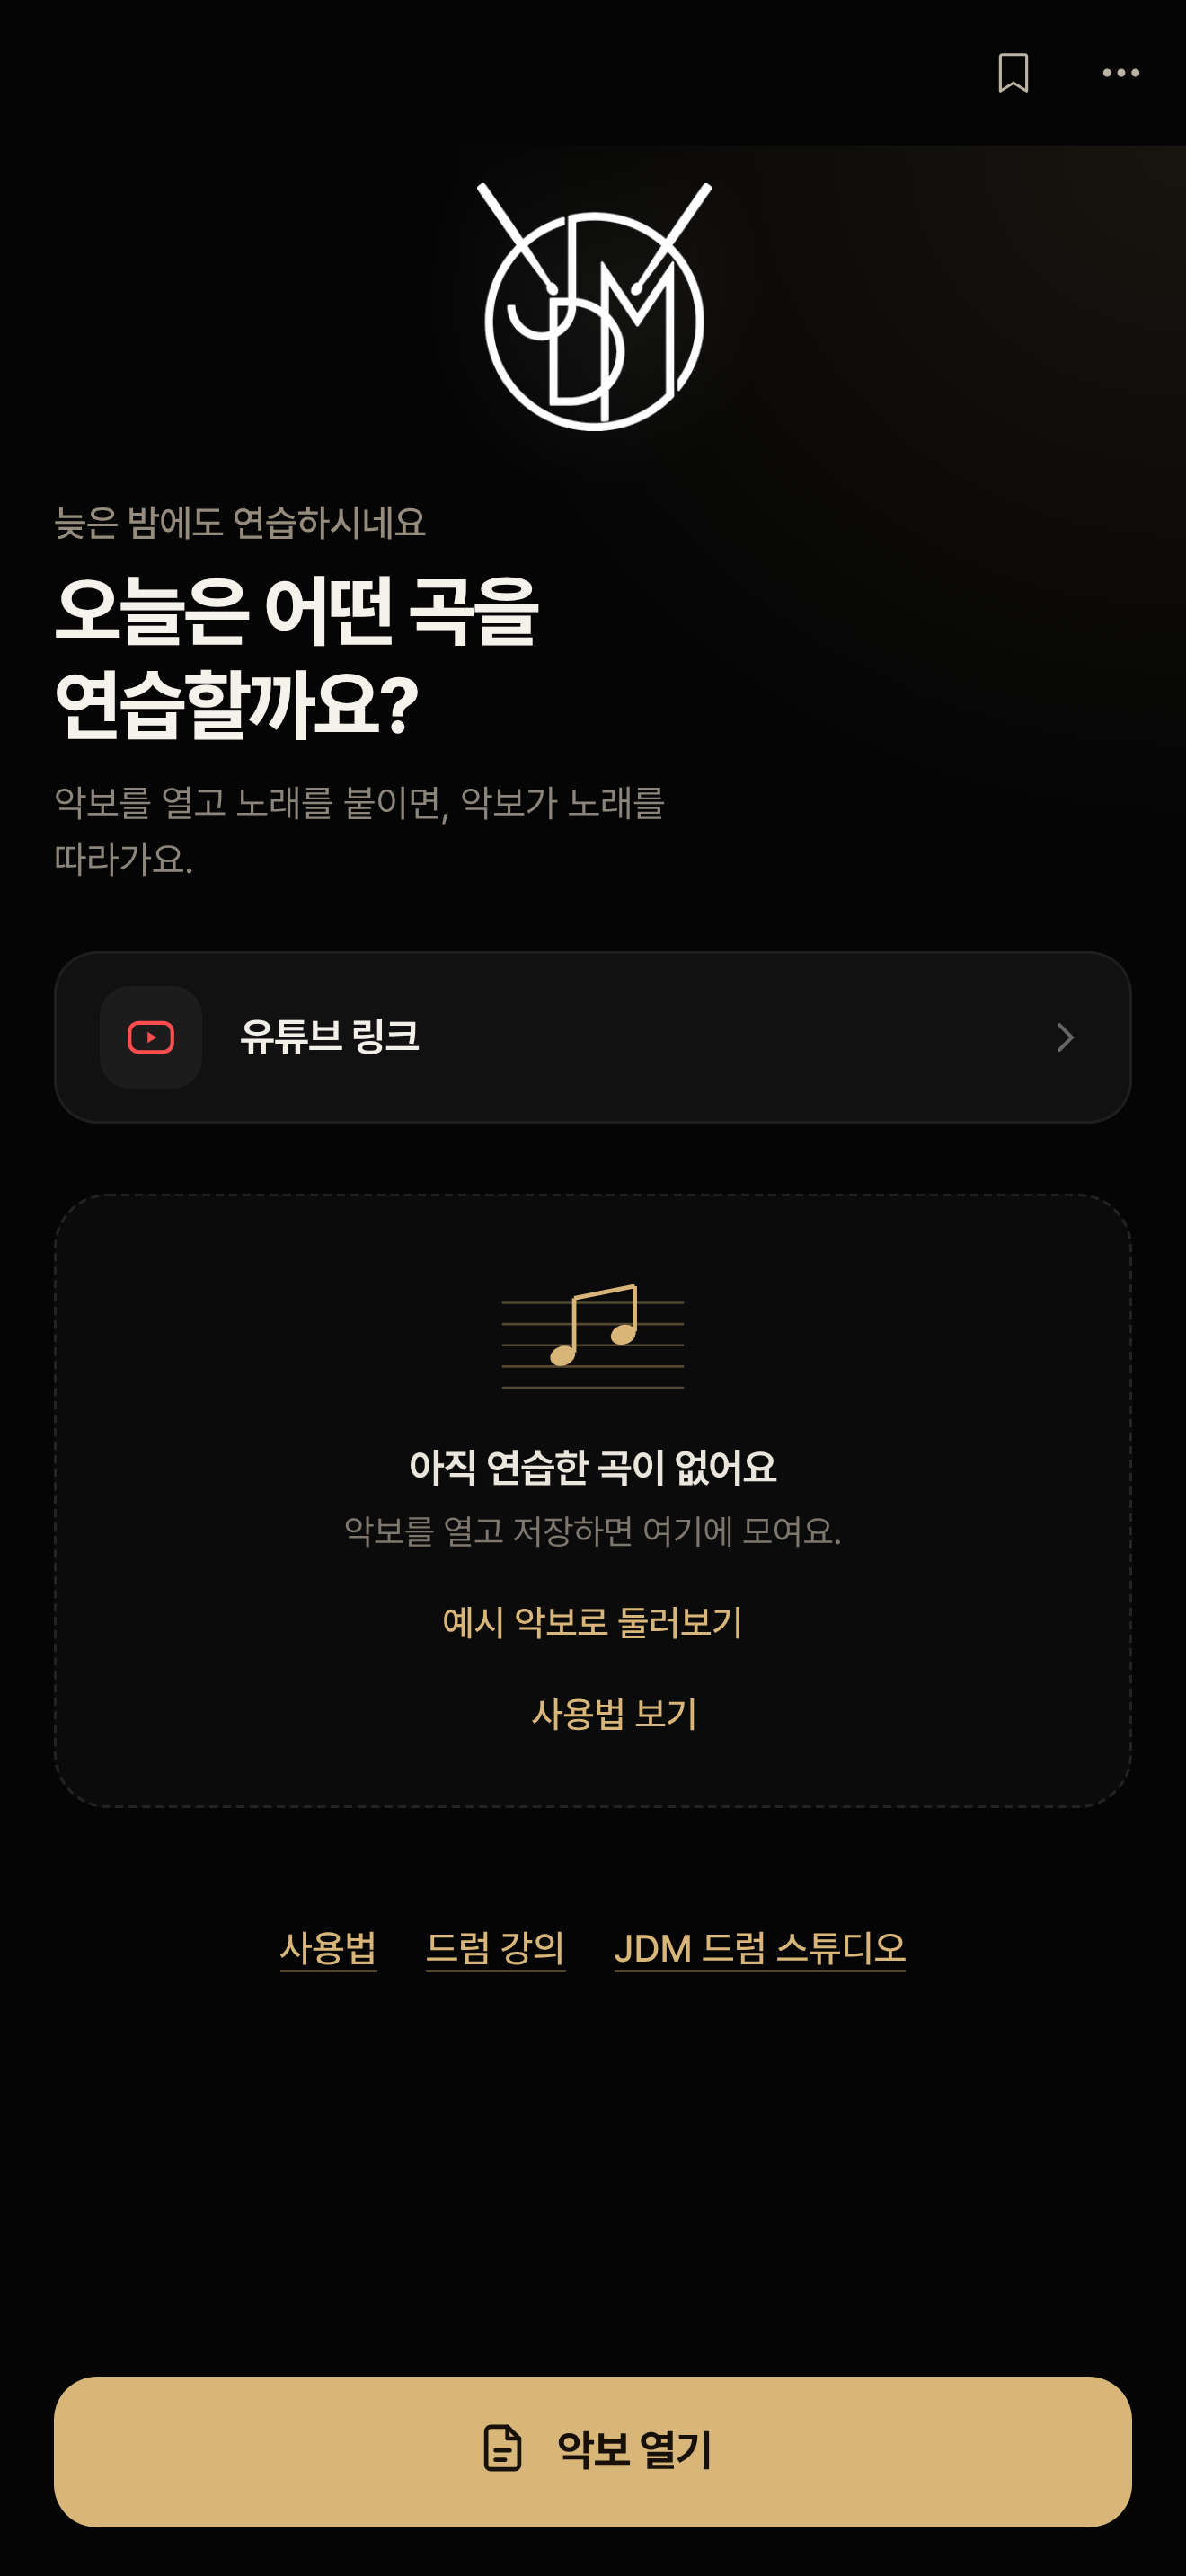 JDM
늦은 밤에도 연습하시네요
오늘은 어떤 곡을
연습할까요?
악보를 열고 노래를 붙이면, 악보가 노래를
따라가요.
유튜브 링크
아직 연습한 곡이 없어요
악보를 열고 저장하면 여기에 모여요.
예시 악보로 둘러보기
사용법 보기
사용법 드럼 강의 JDM 드럼 스튜디오
악보 열기